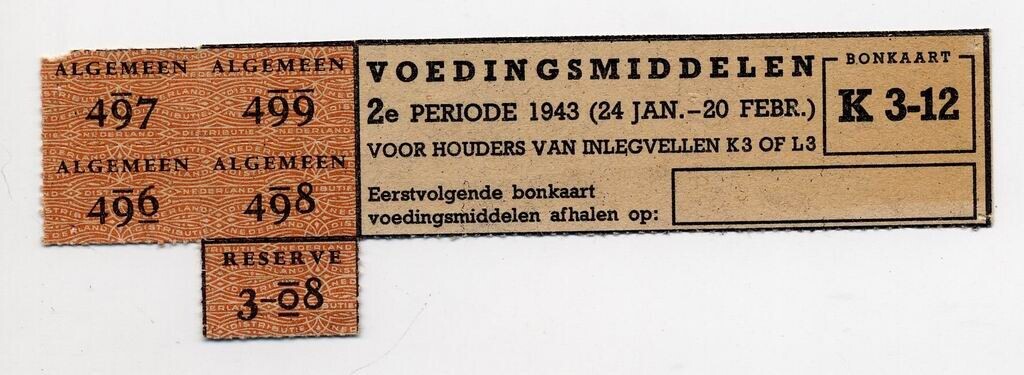 ALGEMEEN ALGEMEEN
497 499
ALGEMEEN ALGEMEEN
496 498
RESERVE
3-08
VOEDINGSMIDDELEN
2e PERIODE 1943 (24 JAN.-20 FEBR.)
VOOR HOUDERS VAN INLEGVELLEN K3 OF L3
Eerstvolgende bonkaart
voedingsmiddelen afhalen op:
BONKAART
K 3-12